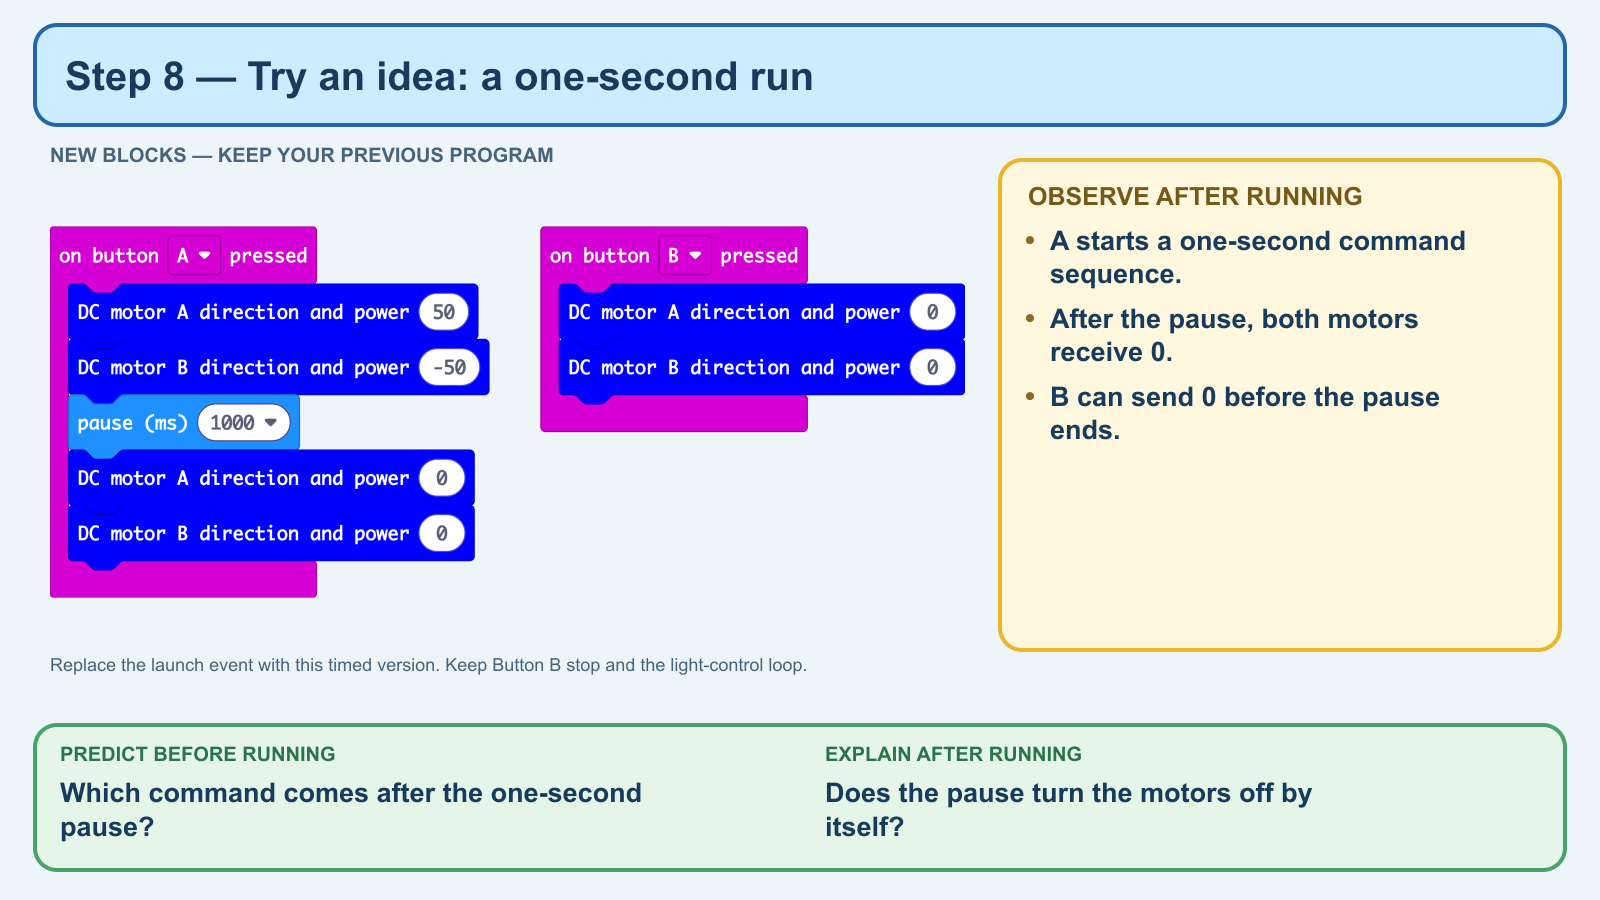 Step 8 — Try an idea: a one-second run
NEW BLOCKS — KEEP YOUR PREVIOUS PROGRAM
on button A pressed
DC motor A direction and power 50
DC motor B direction and power -50
pause (ms) 1000
DC motor A direction and power 0
DC motor B direction and power 0
on button B pressed
DC motor A direction and power 0
DC motor B direction and power 0
Replace the launch event with this timed version. Keep Button B stop and the light-control loop.
OBSERVE AFTER RUNNING
• A starts a one-second command
sequence.
• After the pause, both motors
receive 0.
• B can send 0 before the pause
ends.
PREDICT BEFORE RUNNING
Which command comes after the one-second
pause?
EXPLAIN AFTER RUNNING
Does the pause turn the motors off by
itself?